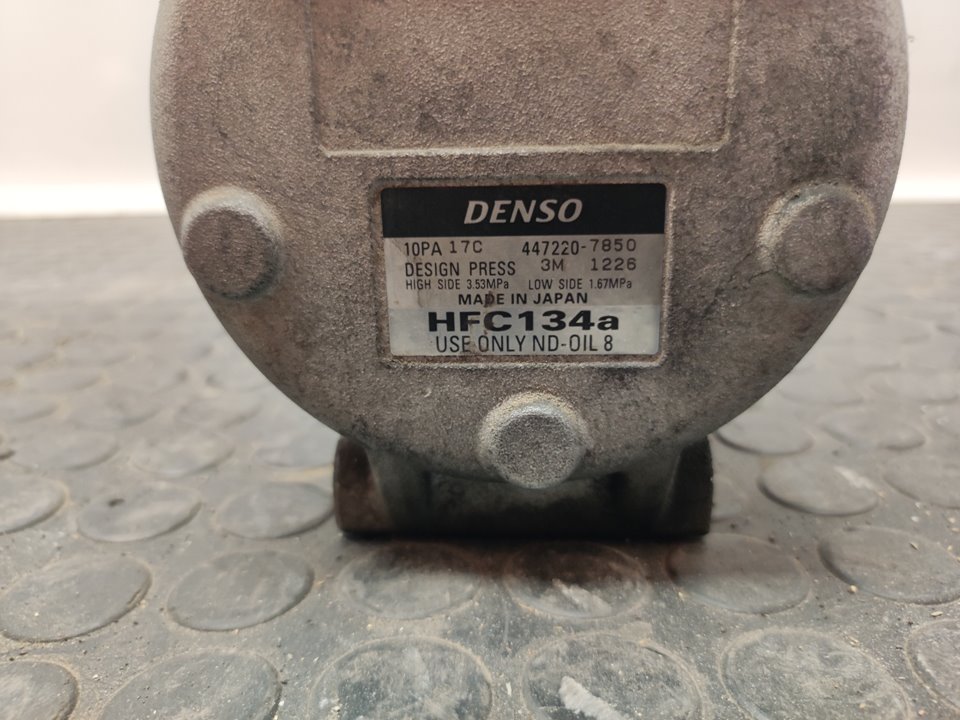 DENSO
10PA 17C 447220-7850
DESIGN PRESS 3M 1226
HIGH SIDE 3.53MPa LOW SIDE 1.67MPa
MADE IN JAPAN
HFC134a
USE ONLY ND-OIL 8